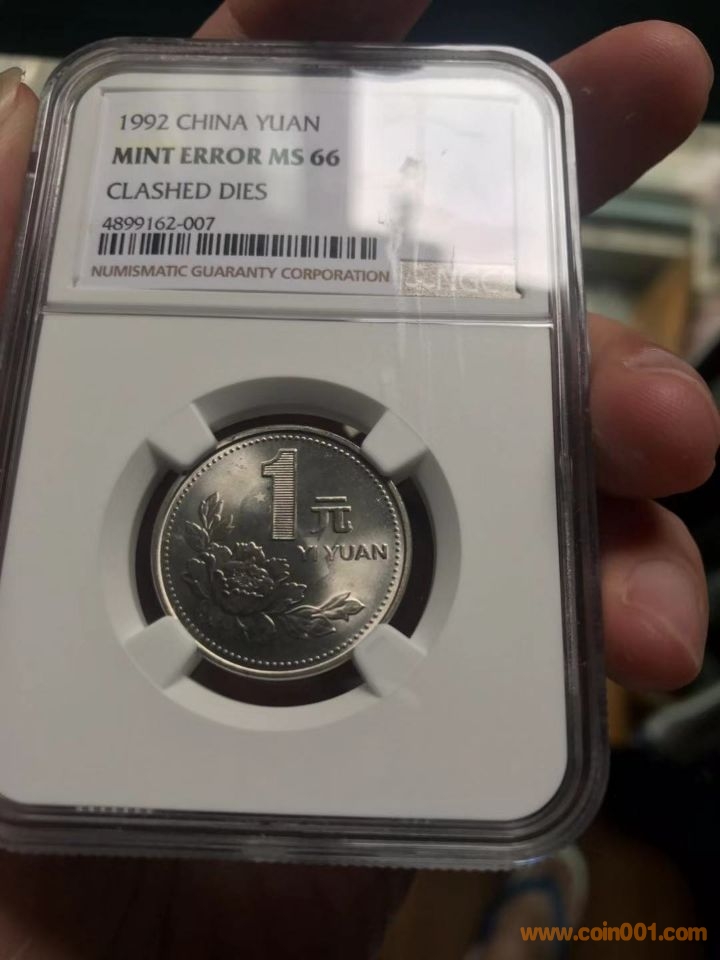 1992 CHINA YUAN
MINT ERROR MS 66
CLASHED DIES
4899162-007
NUMISMATIC GUARANTY CORPORATION
NGC
1 元
YI YUAN
www.coin001.com